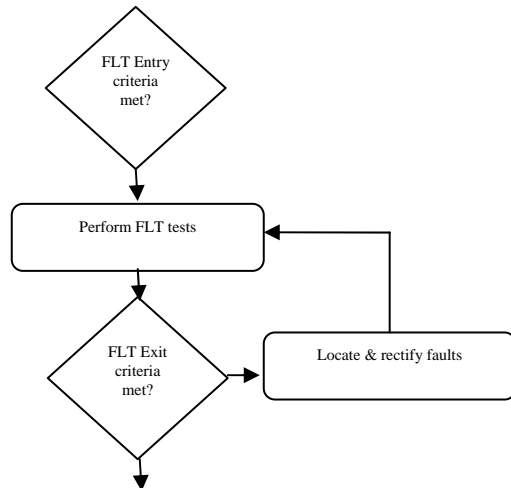 FLT Entry
criteria
met?
Perform FLT tests
FLT Exit
criteria
met?
Locate & rectify faults